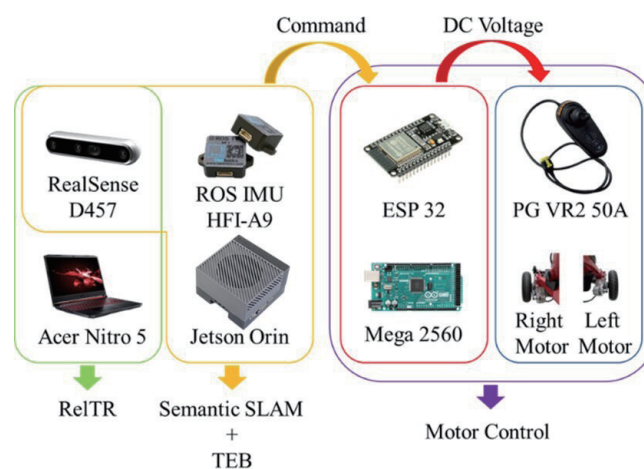 Command
DC Voltage
RealSense
D457
ROS IMU
HFI-A9
ESP 32
PG VR2 50A
Acer Nitro 5
Jetson Orin
Mega 2560
Right
Motor
Left
Motor
RelTR
Semantic SLAM
+
TEB
Motor Control